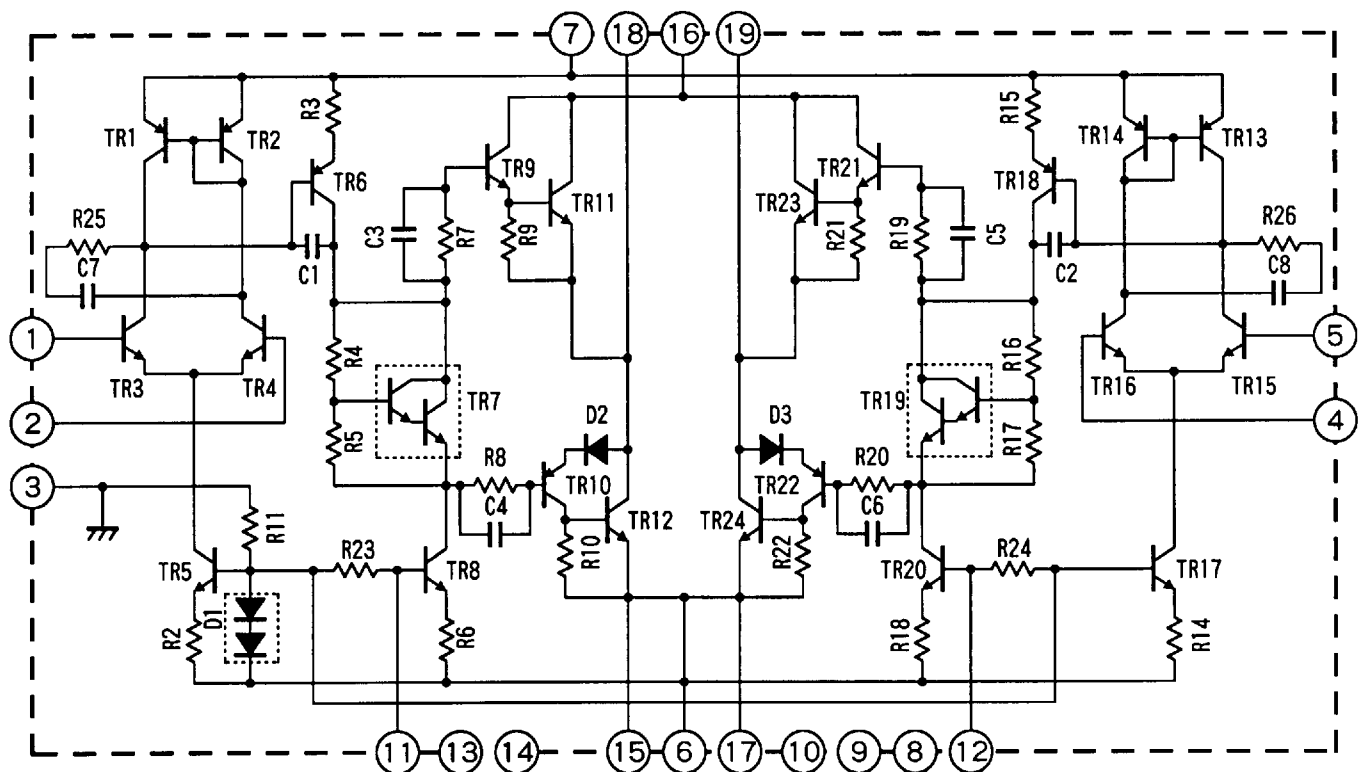 7 18 16 19
R3 R15
TR1 TR2 TR14 TR13
TR9 TR21
TR6 TR18
TR11 TR23
R25 C3 R7 R9 R21 R19 C5 R26
C7 C1 C2 C8
1 5
R4 R16
TR3 TR4 TR7 TR19 TR16 TR15
2 D2 D3 4
R5 R17
R8 R20
3 TR10 TR22
C4 C6
R11 TR12 TR24
R10 R22
R23 R24
TR5 TR8 TR20 TR17
D1
R2 R6 R18 R14
11 13 14 15 6 17 10 9 8 12